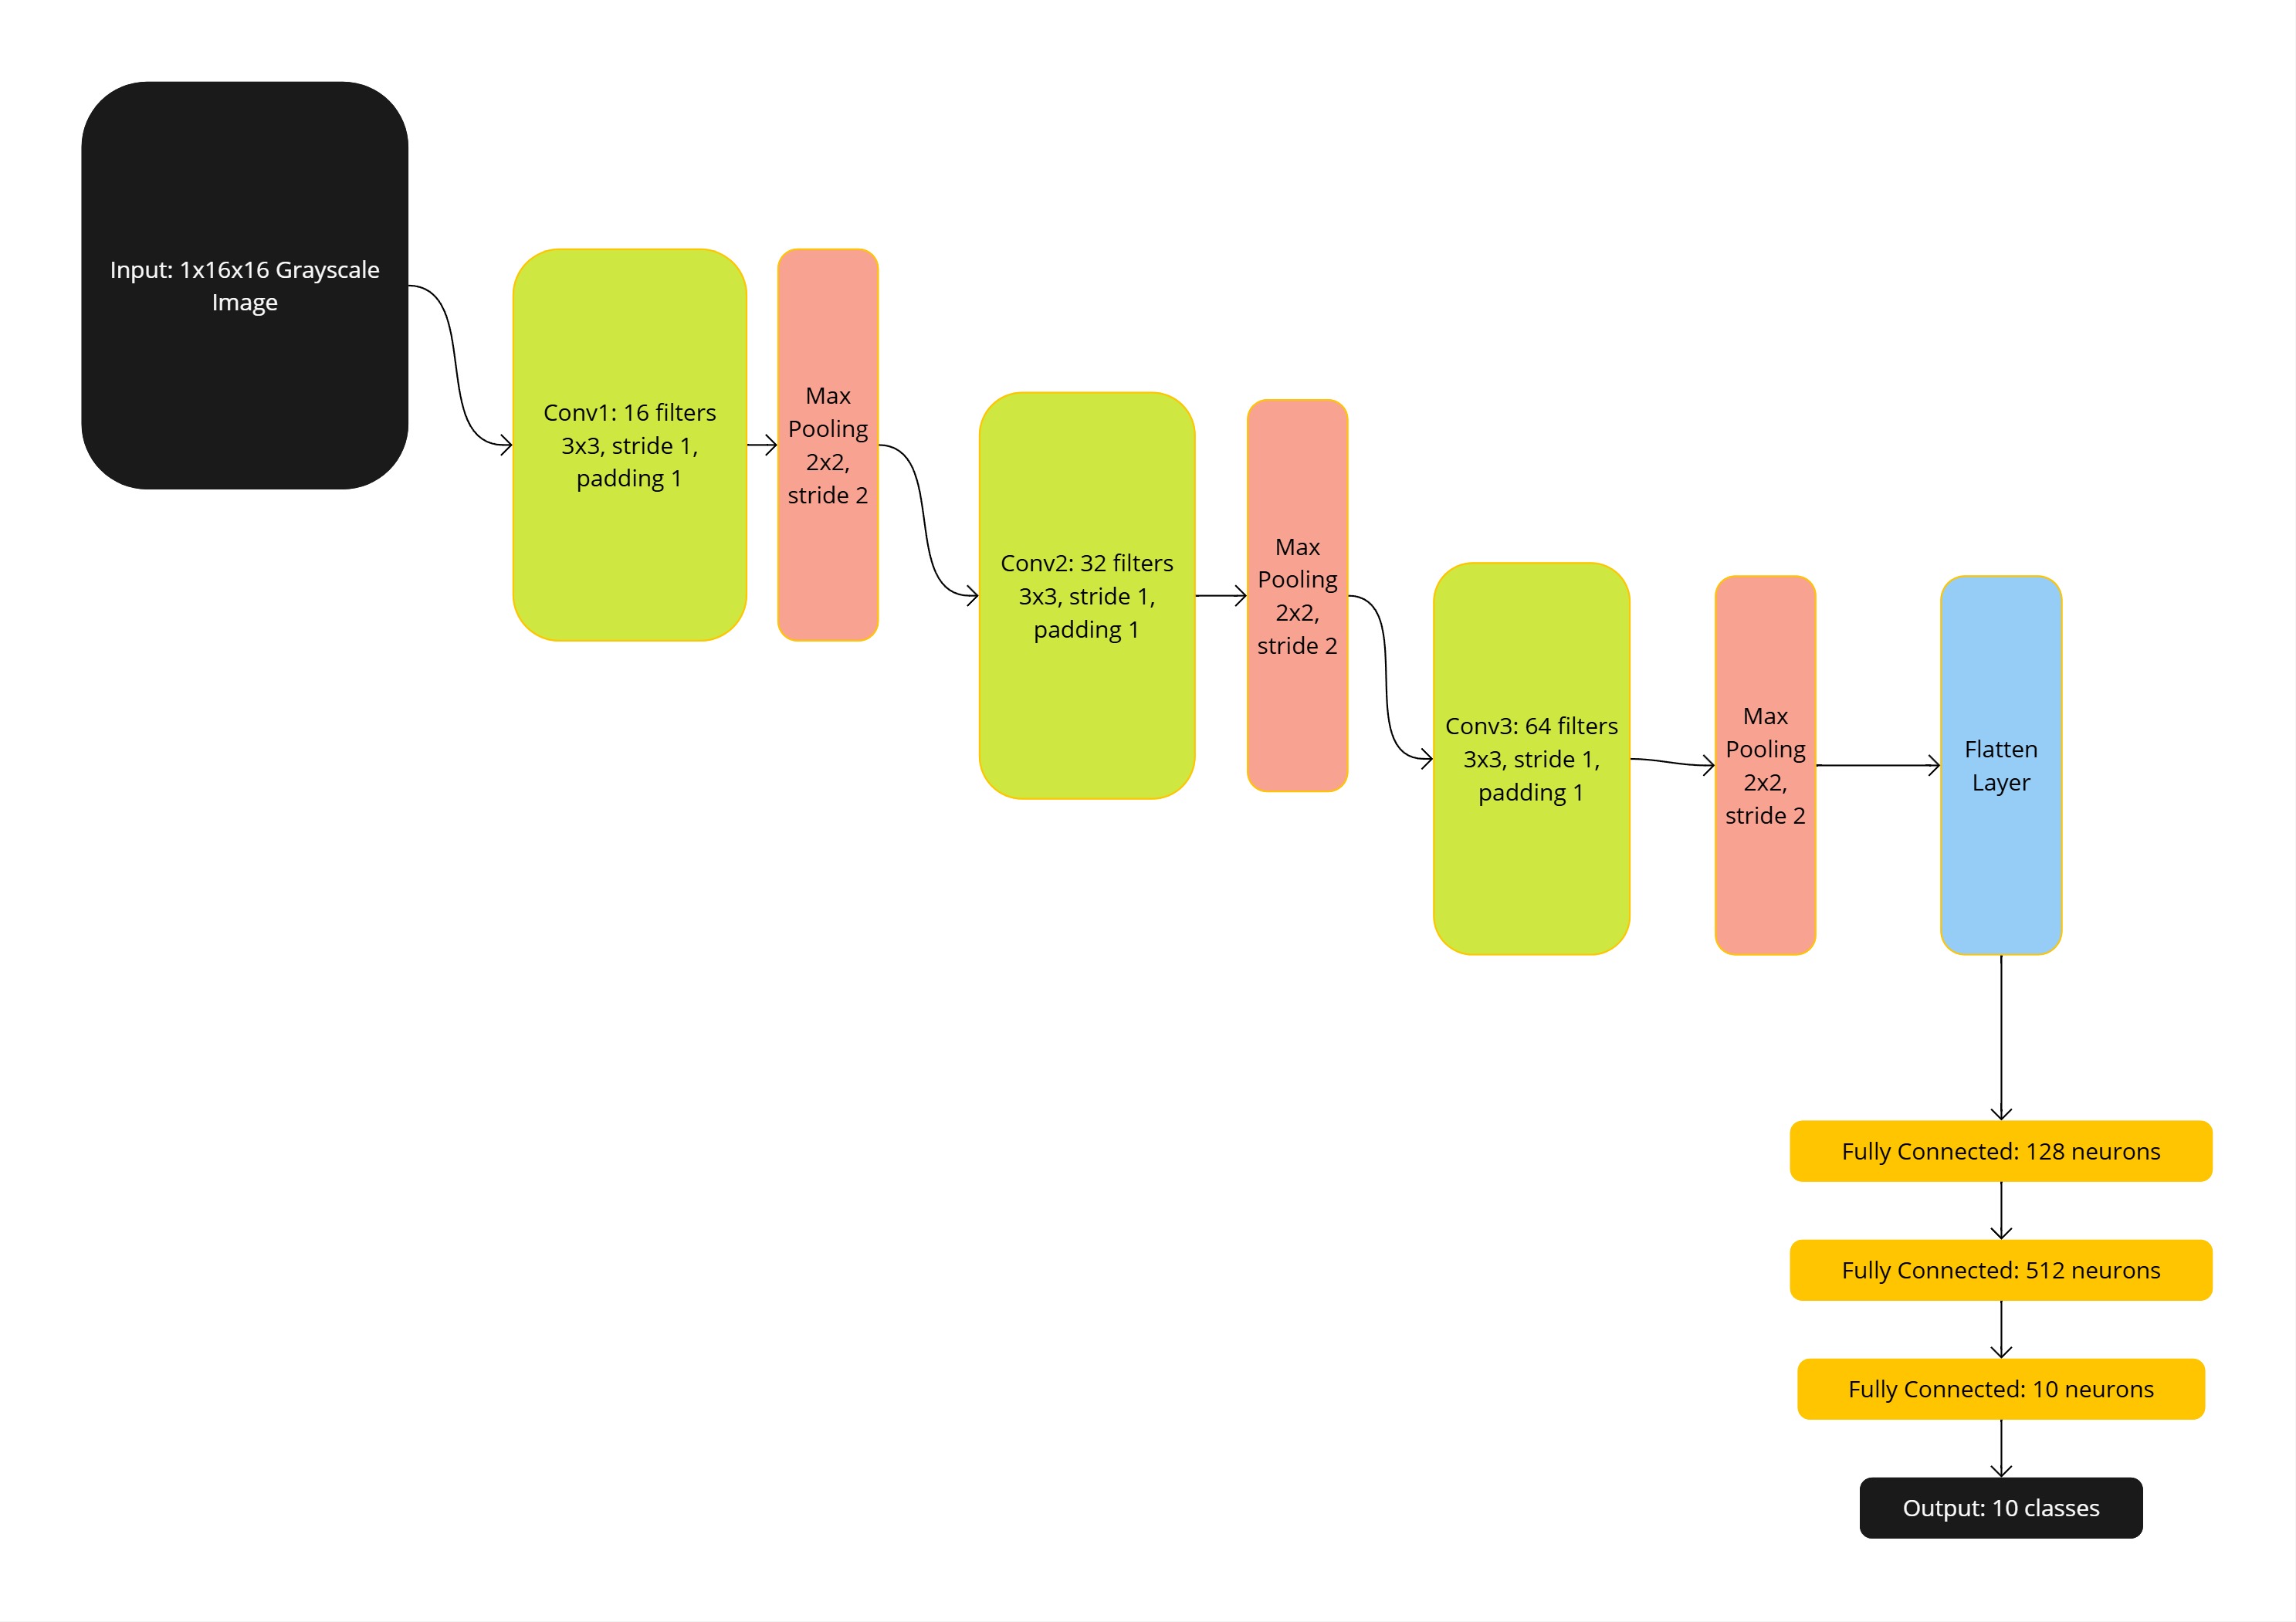 Input: 1x16x16 Grayscale
Image
Conv1: 16 filters
3x3, stride 1,
padding 1
Max
Pooling
2x2,
stride 2
Conv2: 32 filters
3x3, stride 1,
padding 1
Max
Pooling
2x2,
stride 2
Conv3: 64 filters
3x3, stride 1,
padding 1
Max
Pooling
2x2,
stride 2
Flatten
Layer
Fully Connected: 128 neurons
Fully Connected: 512 neurons
Fully Connected: 10 neurons
Output: 10 classes